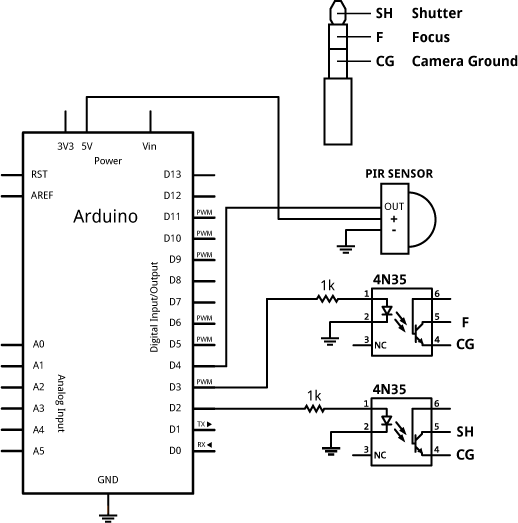 SH Shutter
F Focus
CG Camera Ground
3V3 5V Vin
Power
RST
AREF
Arduino
D13
D12
D11 PWM
D10 PWM
D9 PWM
D8
D7
D6 PWM
D5 PWM
D4
D3 PWM
D2
D1 TX
D0 RX
Digital Input/Output
A0
A1
A2
A3
A4
A5
Analog Input
GND
PIR SENSOR
OUT
+
-
1k
4N35
1 6
2 5 F
3 NC 4 CG
1k
4N35
1 6
2 5 SH
3 NC 4 CG